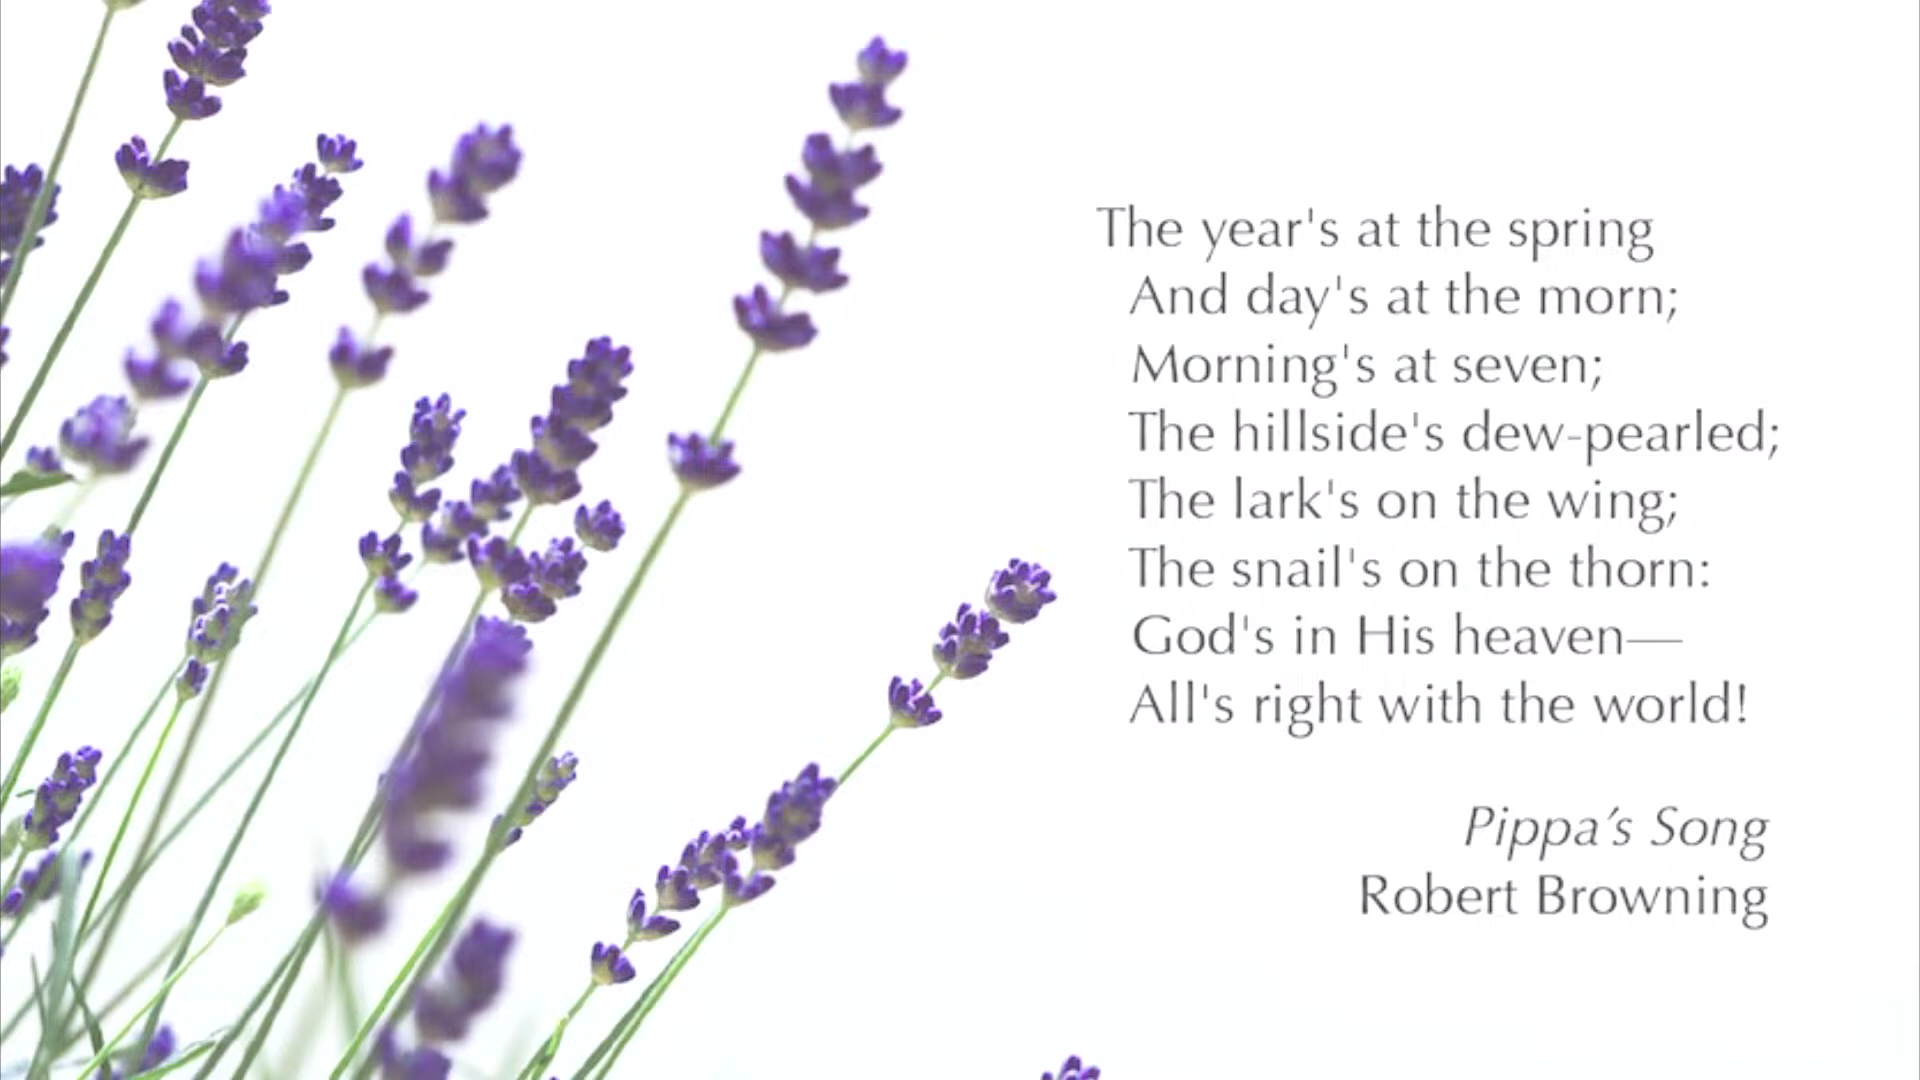 The year's at the spring
And day's at the morn;
Morning's at seven;
The hillside's dew-pearled;
The lark's on the wing;
The snail's on the thorn:
God's in His heaven—
All's right with the world!
Pippa’s Song
Robert Browning